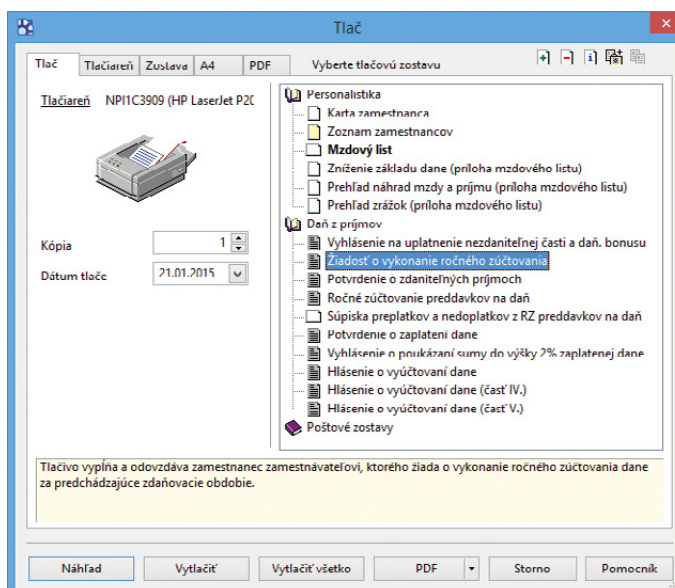 Tlač
Tlač Tlačiareň Zostava A4 PDF Vyberte tlačovú zostavu
Tlačiareň NPI1C3909 (HP LaserJet P20
Kópia 1
Dátum tlače 21.01.2015
Personalistika
Karta zamestnanca
Zoznam zamestnancov
Mzdový list
Zníženie základu dane (príloha mzdového listu)
Prehľad náhrad mzdy a príjmu (príloha mzdového listu)
Prehľad zrážok (príloha mzdového listu)
Daň z príjmov
Vyhlásenie na uplatnenie nezdaniteľnej časti a daň. bonusu
Žiadosť o vykonanie ročného zúčtovania
Potvrdenie o zdaniteľných príjmoch
Ročné zúčtovanie preddavkov na daň
Súpiska preplatkov a nedoplatkov z RZ preddavkov na daň
Potvrdenie o zaplatení dane
Vyhlásenie o poukázaní sumy do výšky 2% zaplatenej dane
Hlásenie o vyúčtovaní dane
Hlásenie o vyúčtovaní dane (časť IV.)
Hlásenie o vyúčtovaní dane (časť V.)
Poštové zostavy
Tlačivo vypĺňa a odovzdáva zamestnanec zamestnávateľovi, ktorého žiada o vykonanie ročného zúčtovania dane
za predchádzajúce zdaňovacie obdobie.
Náhľad Vytlačiť Vytlačiť všetko PDF Storno Pomocník